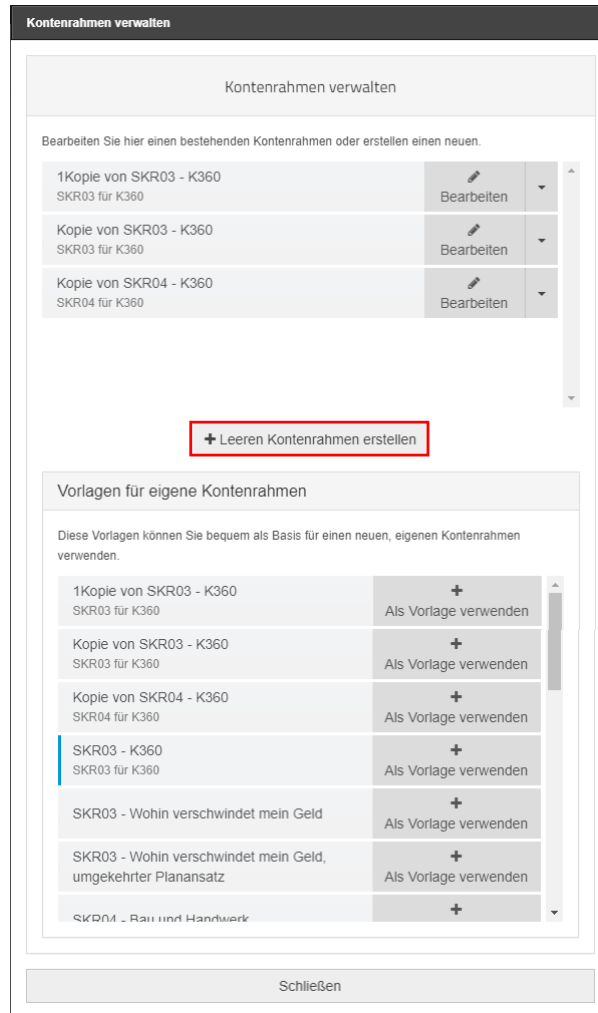 Kontenrahmen verwalten
Kontenrahmen verwalten
Bearbeiten Sie hier einen bestehenden Kontenrahmen oder erstellen einen neuen.
1Kopie von SKR03 - K360
SKR03 für K360
Bearbeiten
Kopie von SKR03 - K360
SKR03 für K360
Bearbeiten
Kopie von SKR04 - K360
SKR04 für K360
Bearbeiten
+ Leeren Kontenrahmen erstellen
Vorlagen für eigene Kontenrahmen
Diese Vorlagen können Sie bequem als Basis für einen neuen, eigenen Kontenrahmen
verwenden.
1Kopie von SKR03 - K360
SKR03 für K360
+
Als Vorlage verwenden
Kopie von SKR03 - K360
SKR03 für K360
+
Als Vorlage verwenden
Kopie von SKR04 - K360
SKR04 für K360
+
Als Vorlage verwenden
SKR03 - K360
SKR03 für K360
+
Als Vorlage verwenden
SKR03 - Wohin verschwindet mein Geld
+
Als Vorlage verwenden
SKR03 - Wohin verschwindet mein Geld,
umgekehrter Planansatz
+
Als Vorlage verwenden
SKR04 - Bau und Handwerk
+
Schließen